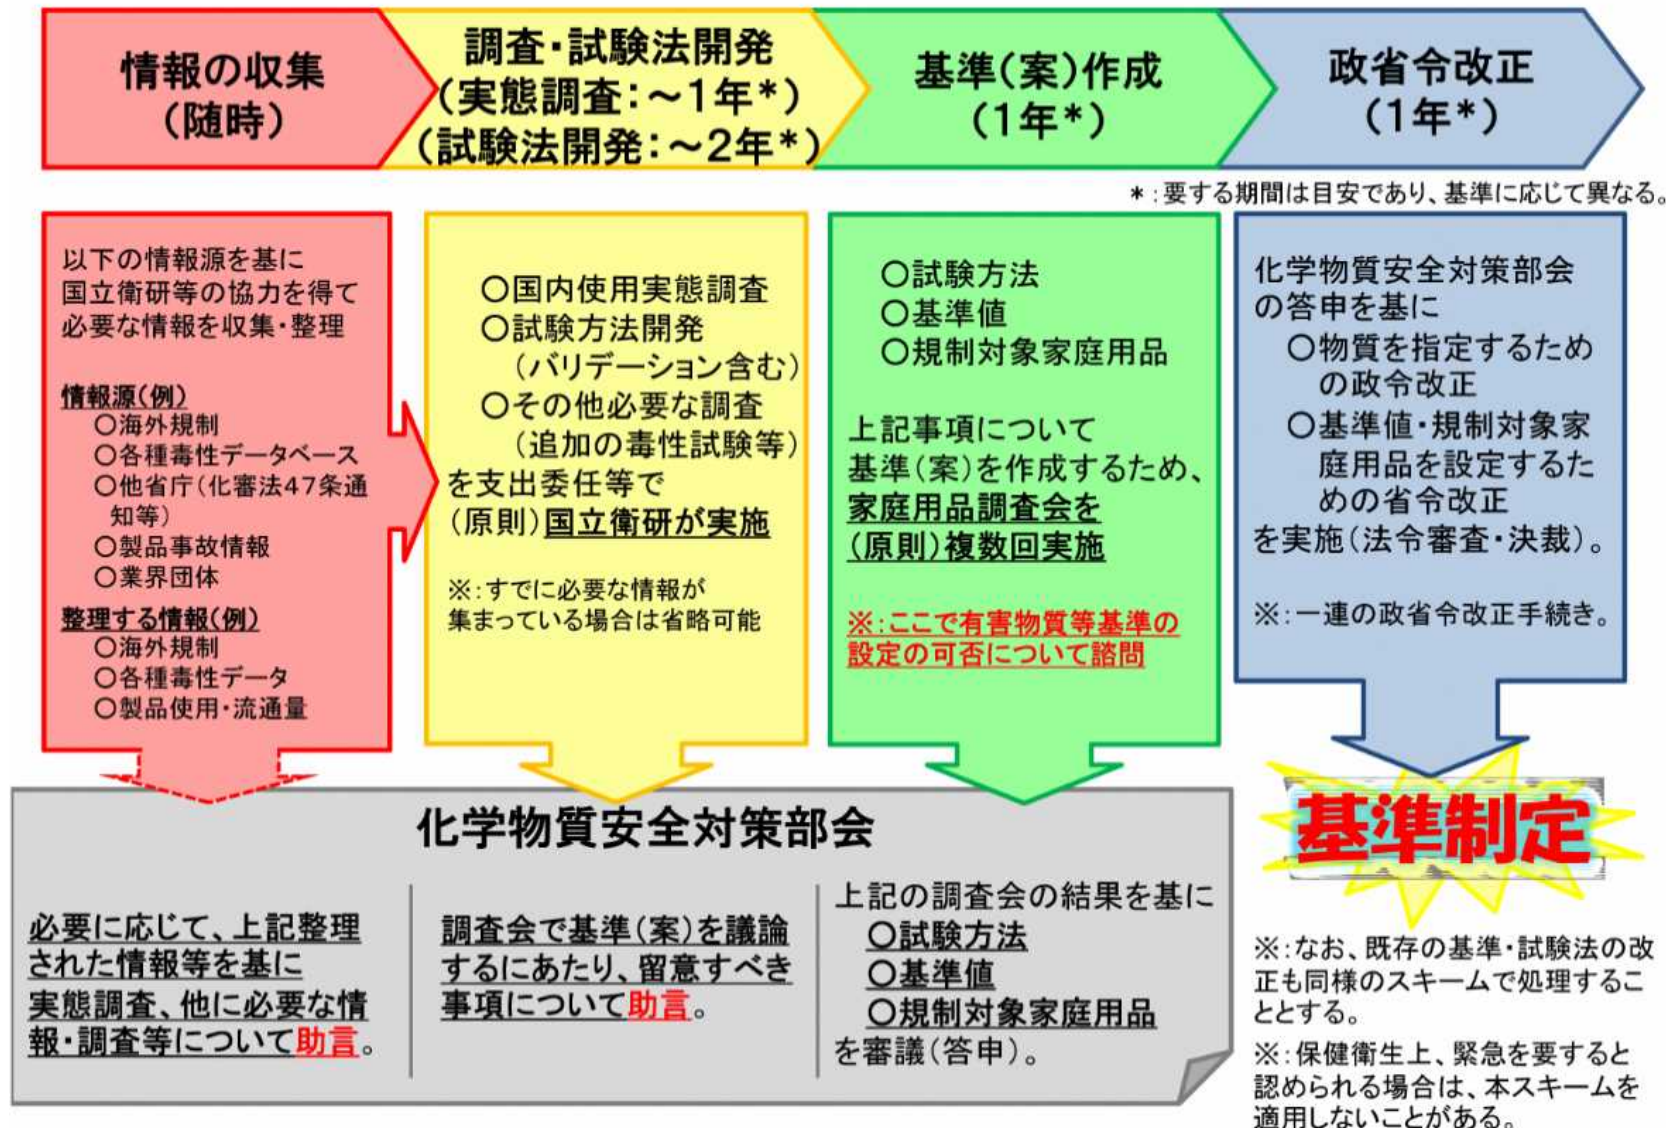 情報の収集
(随時)
調査・試験法開発
(実態調査:~1年*)
(試験法開発:~2年*)
基準(案)作成
(1年*)
政省令改正
(1年*)
*:要する期間は目安であり、基準に応じて異なる。
以下の情報源を基に
国立衛研等の協力を得て
必要な情報を収集・整理
情報源(例)
○海外規制
○各種毒性データベース
○他省庁(化審法47条通
知等)
○製品事故情報
○業界団体
整理する情報(例)
○海外規制
○各種毒性データ
○製品使用・流通量
○国内使用実態調査
○試験方法開発
(バリデーション含む)
○その他必要な調査
(追加の毒性試験等)
を支出委任等で
(原則)国立衛研が実施
※:すでに必要な情報が
集まっている場合は省略可能
○試験方法
○基準値
○規制対象家庭用品
上記事項について
基準(案)を作成するため、
家庭用品調査会を
(原則)複数回実施
※:ここで有害物質等基準の
設定の可否について諮問
化学物質安全対策部会
の答申を基に
○物質を指定するため
の政令改正
○基準値・規制対象家
庭用品を設定するた
めの省令改正
を実施(法令審査・決裁)。
※:一連の政省令改正手続き。
化学物質安全対策部会
必要に応じて、上記整理
された情報等を基に
実態調査、他に必要な情
報・調査等について助言。
調査会で基準(案)を議論
するにあたり、留意すべき
事項について助言。
上記の調査会の結果を基に
○試験方法
○基準値
○規制対象家庭用品
を審議(答申)。
基準制定
※:なお、既存の基準・試験法の改
正も同様のスキームで処理するこ
ととする。
※:保健衛生上、緊急を要すると
認められる場合は、本スキームを
適用しないことがある。